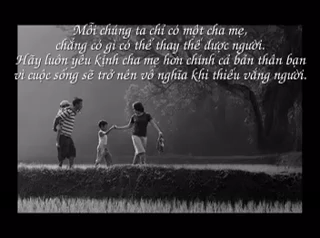 Mỗi chúng ta chỉ có một cha mẹ,
chẳng có gì có thể thay thế được người.
Hãy luôn yêu kính cha mẹ hơn chính cả bản thân bạn
vì cuộc sống sẽ trở nên vô nghĩa khi thiếu vắng người.